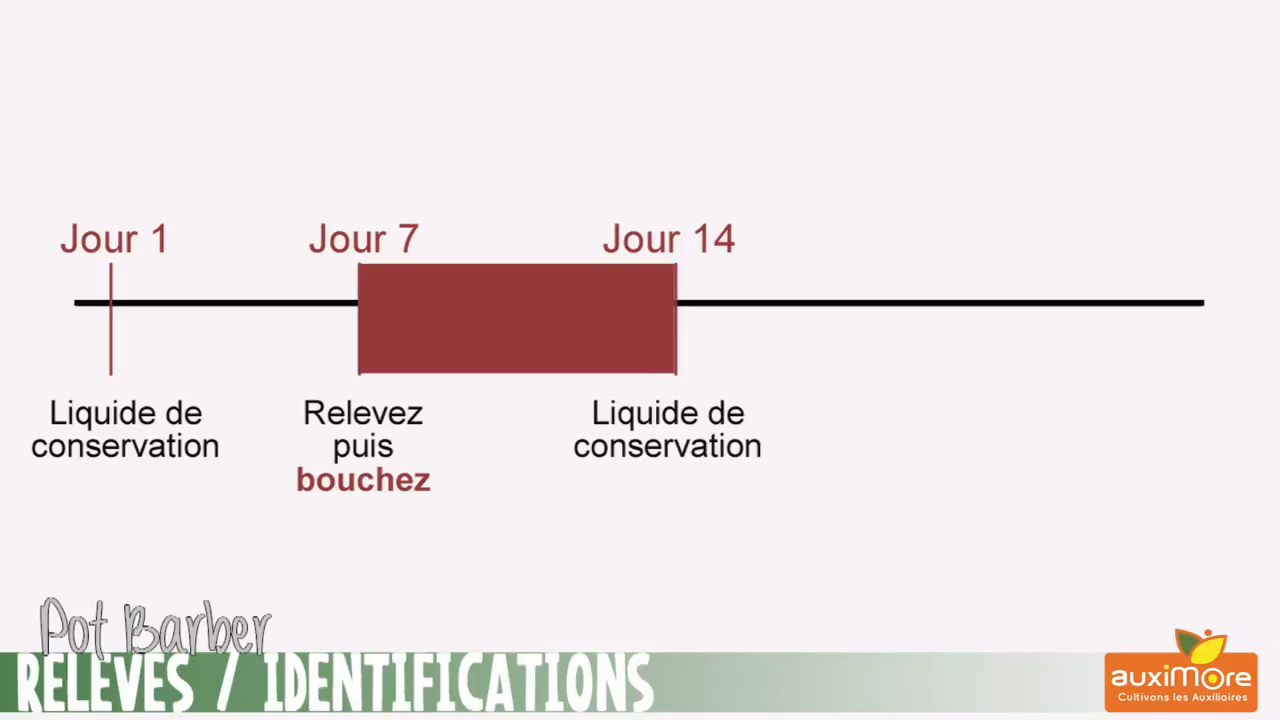 Jour 1
Jour 7
Jour 14
Liquide de
conservation
Relevez
puis
bouchez
Liquide de
conservation
Pot Barber
RELEVÉS / IDENTIFICATIONS
auxiMore
Cultivons les Auxiliaires